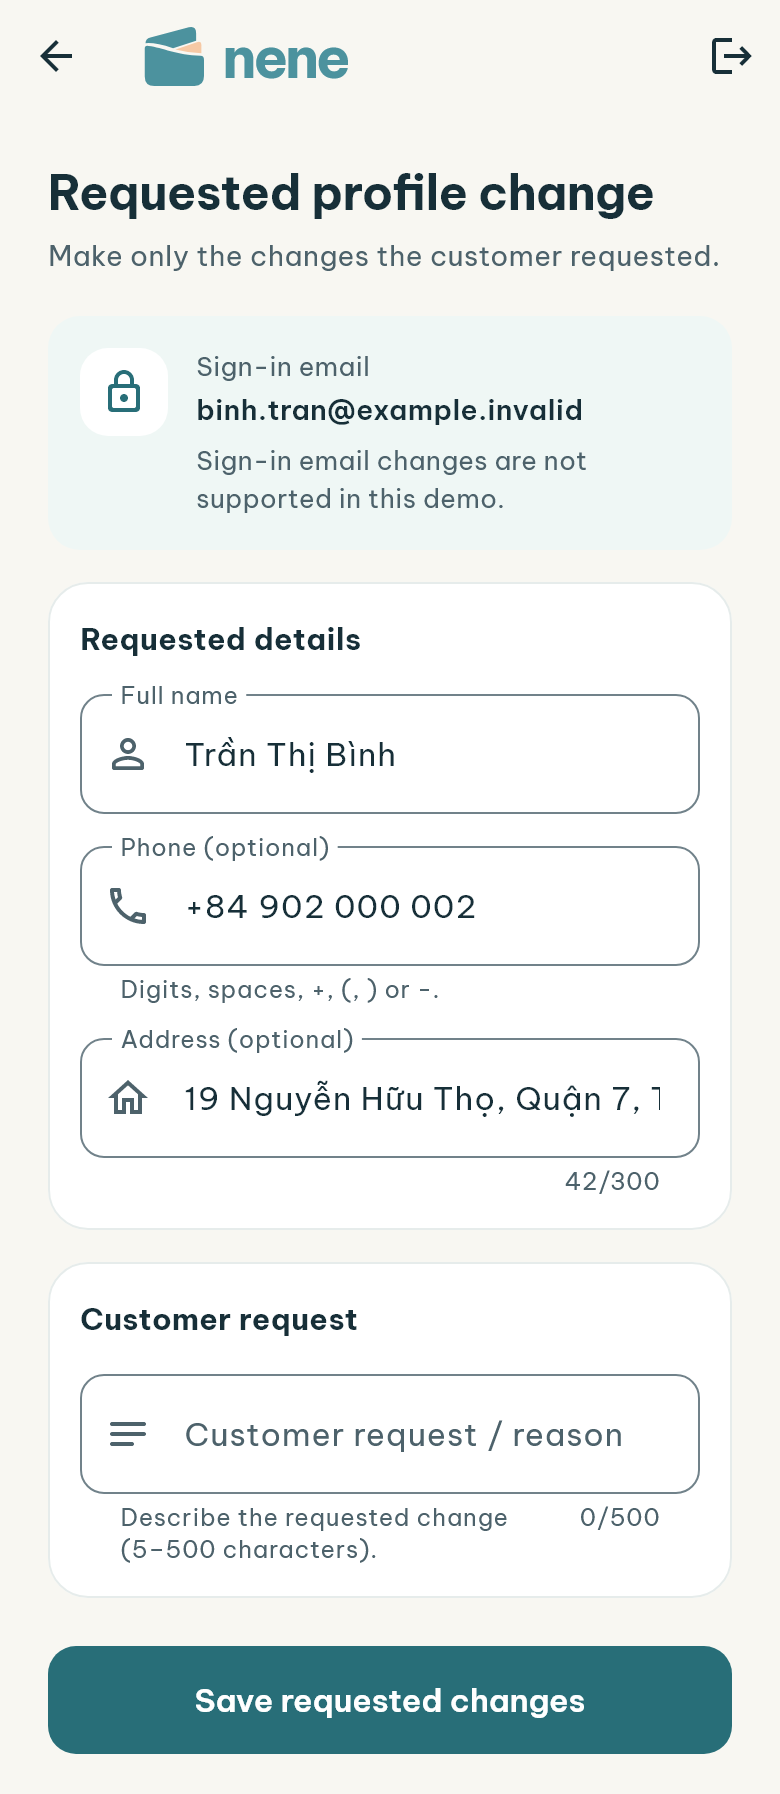 nene
Requested profile change
Make only the changes the customer requested.
Sign-in email
binh.tran@example.invalid
Sign-in email changes are not
supported in this demo.
Requested details
Full name
Trần Thị Bình
Phone (optional)
+84 902 000 002
Digits, spaces, +, (, ) or -.
Address (optional)
19 Nguyễn Hữu Thọ, Quận 7,
42/300
Customer request
Customer request / reason
Describe the requested change
(5–500 characters).
0/500
Save requested changes